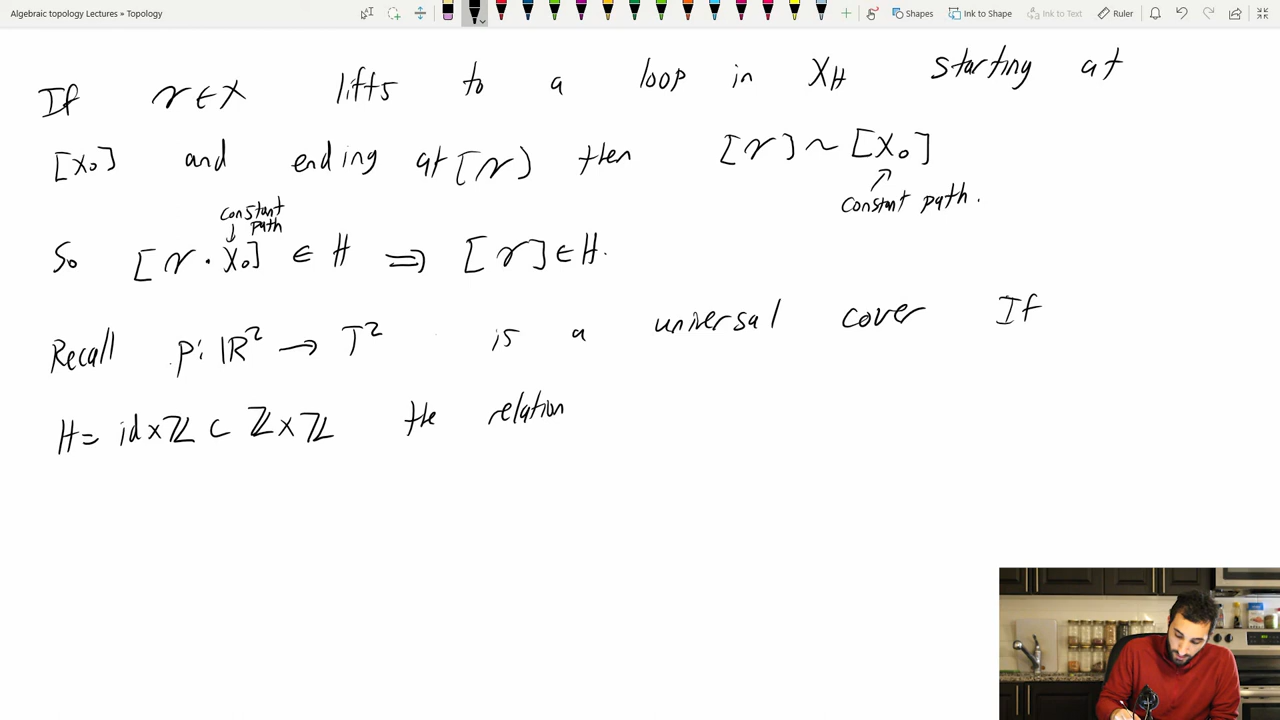 Algebraic topology Lectures » Topology
Shapes Ink to Shape Ink to Text Ruler
If γ ∈ X lifts to a loop in X_H starting at
[x₀] and ending at [γ] then [γ] ~ [x₀]
constant path.
constant path
So [γ · x₀] ∈ H ⟹ [γ] ∈ H.
Recall p: ℝ² → T² is a universal cover If
H = id × ℤ ⊂ ℤ × ℤ the relation